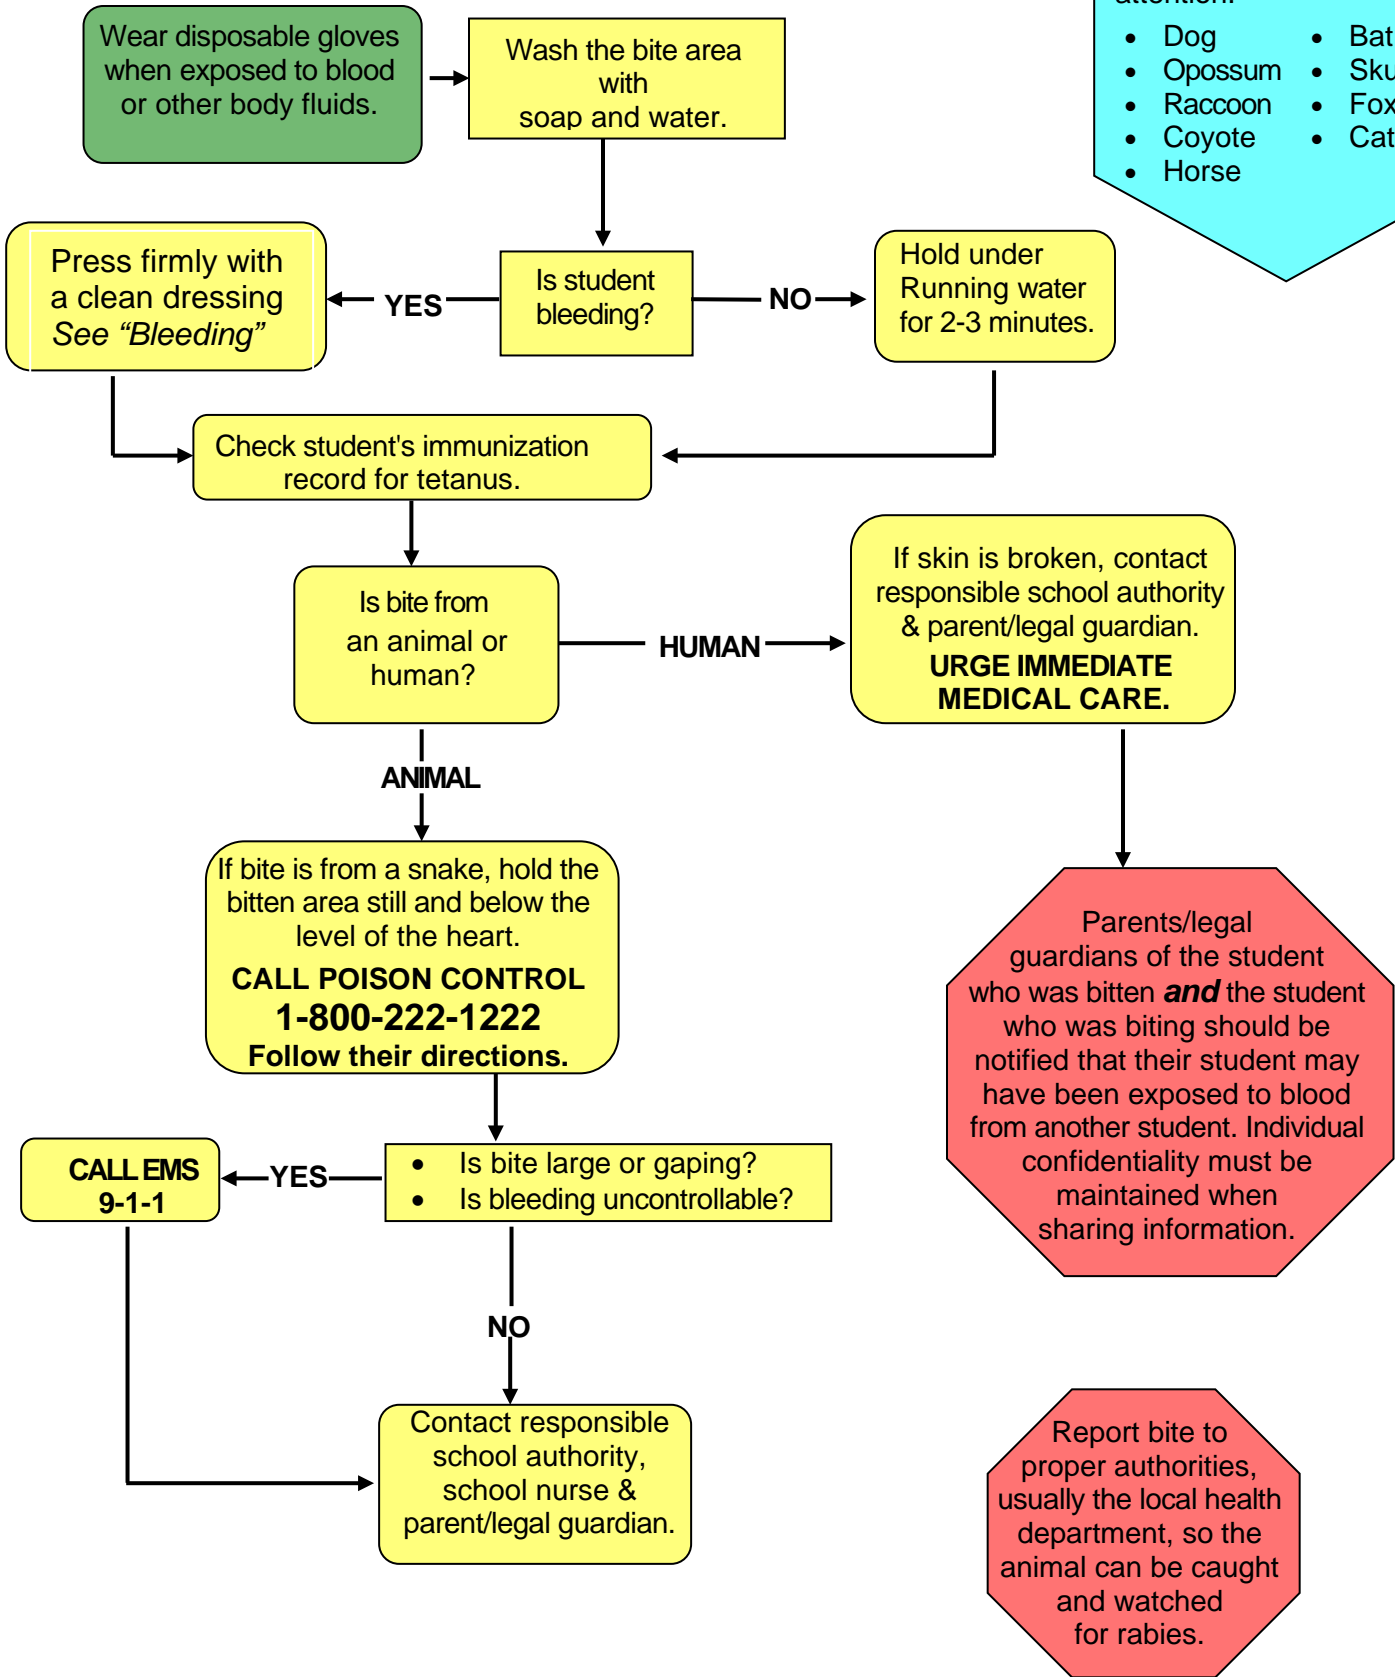 Wear disposable gloves
when exposed to blood
or other body fluids.
Wash the bite area
with
soap and water.
• Dog
• Opossum
• Raccoon
• Coyote
• Horse
• Bat
• Fox
• Cat
Press firmly with
a clean dressing
See “Bleeding”
YES
Is student
bleeding?
NO
Hold under
Running water
for 2-3 minutes.
Check student's immunization
record for tetanus.
Is bite from
an animal or
human?
HUMAN
If skin is broken, contact
responsible school authority
& parent/legal guardian.
URGE IMMEDIATE
MEDICAL CARE.
ANIMAL
If bite is from a snake, hold the
bitten area still and below the
level of the heart.
CALL POISON CONTROL
1-800-222-1222
Follow their directions.
Parents/legal
guardians of the student
who was bitten and the student
who was biting should be
notified that their student may
have been exposed to blood
from another student. Individual
confidentiality must be
maintained when
sharing information.
CALL EMS
9-1-1
YES
• Is bite large or gaping?
• Is bleeding uncontrollable?
NO
Contact responsible
school authority,
school nurse &
parent/legal guardian.
Report bite to
proper authorities,
usually the local health
department, so the
animal can be caught
and watched
for rabies.